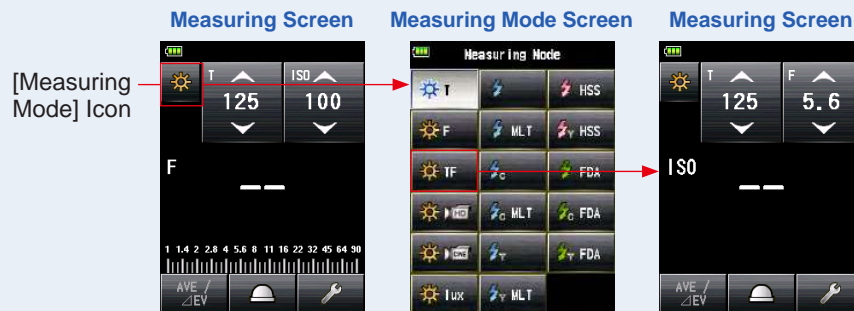 Measuring Screen
Measuring Mode Screen
Measuring Screen
[Measuring Mode] Icon
T
125
ISO
100
F
1 1.4 2 2.8 4 5.6 8 11 16 22 32 45 64 90
AVE / ⊿EV
Measuring Mode
T
HSS
F
MLT
Y HSS
TF
C
FDA
HD
C MLT
C FDA
CINE
Y
Y FDA
lux
Y MLT
T
125
F
5.6
ISO
AVE / ⊿EV